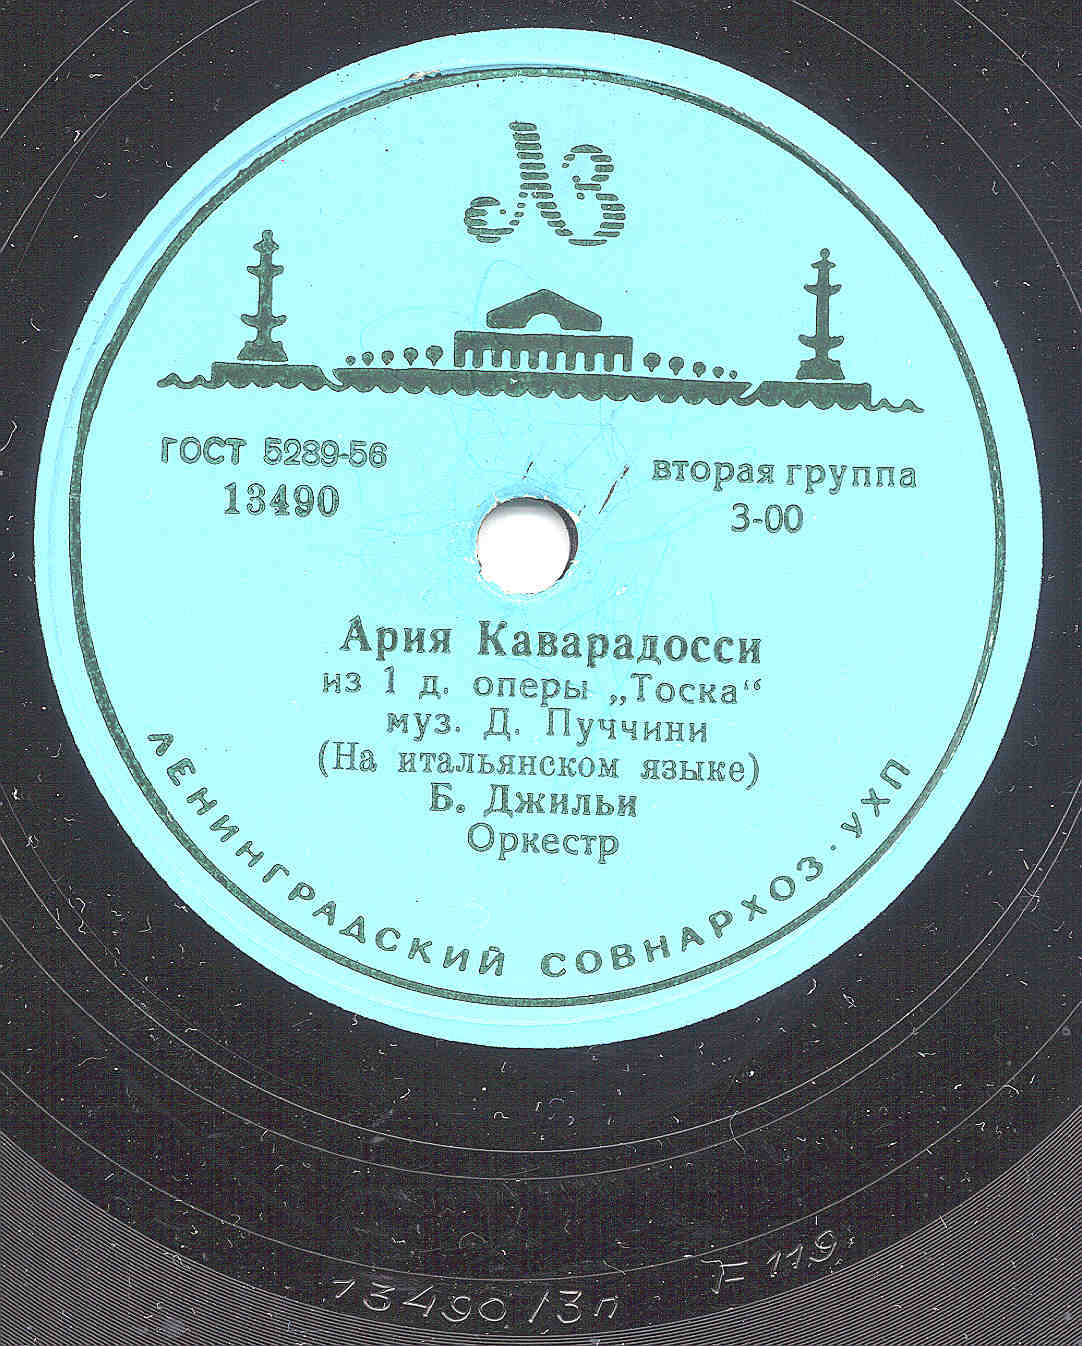 ЛЗ
ГОСТ 5289-56
13490
вторая группа
3-00
Ария Каварадосси
из 1 д. оперы „Тоска“
муз. Д. Пуччини
(На итальянском языке)
Б. Джильи
Оркестр
ЛЕНИНГРАДСКИЙ СОВНАРХОЗ · УХП
13490/3п
F 119